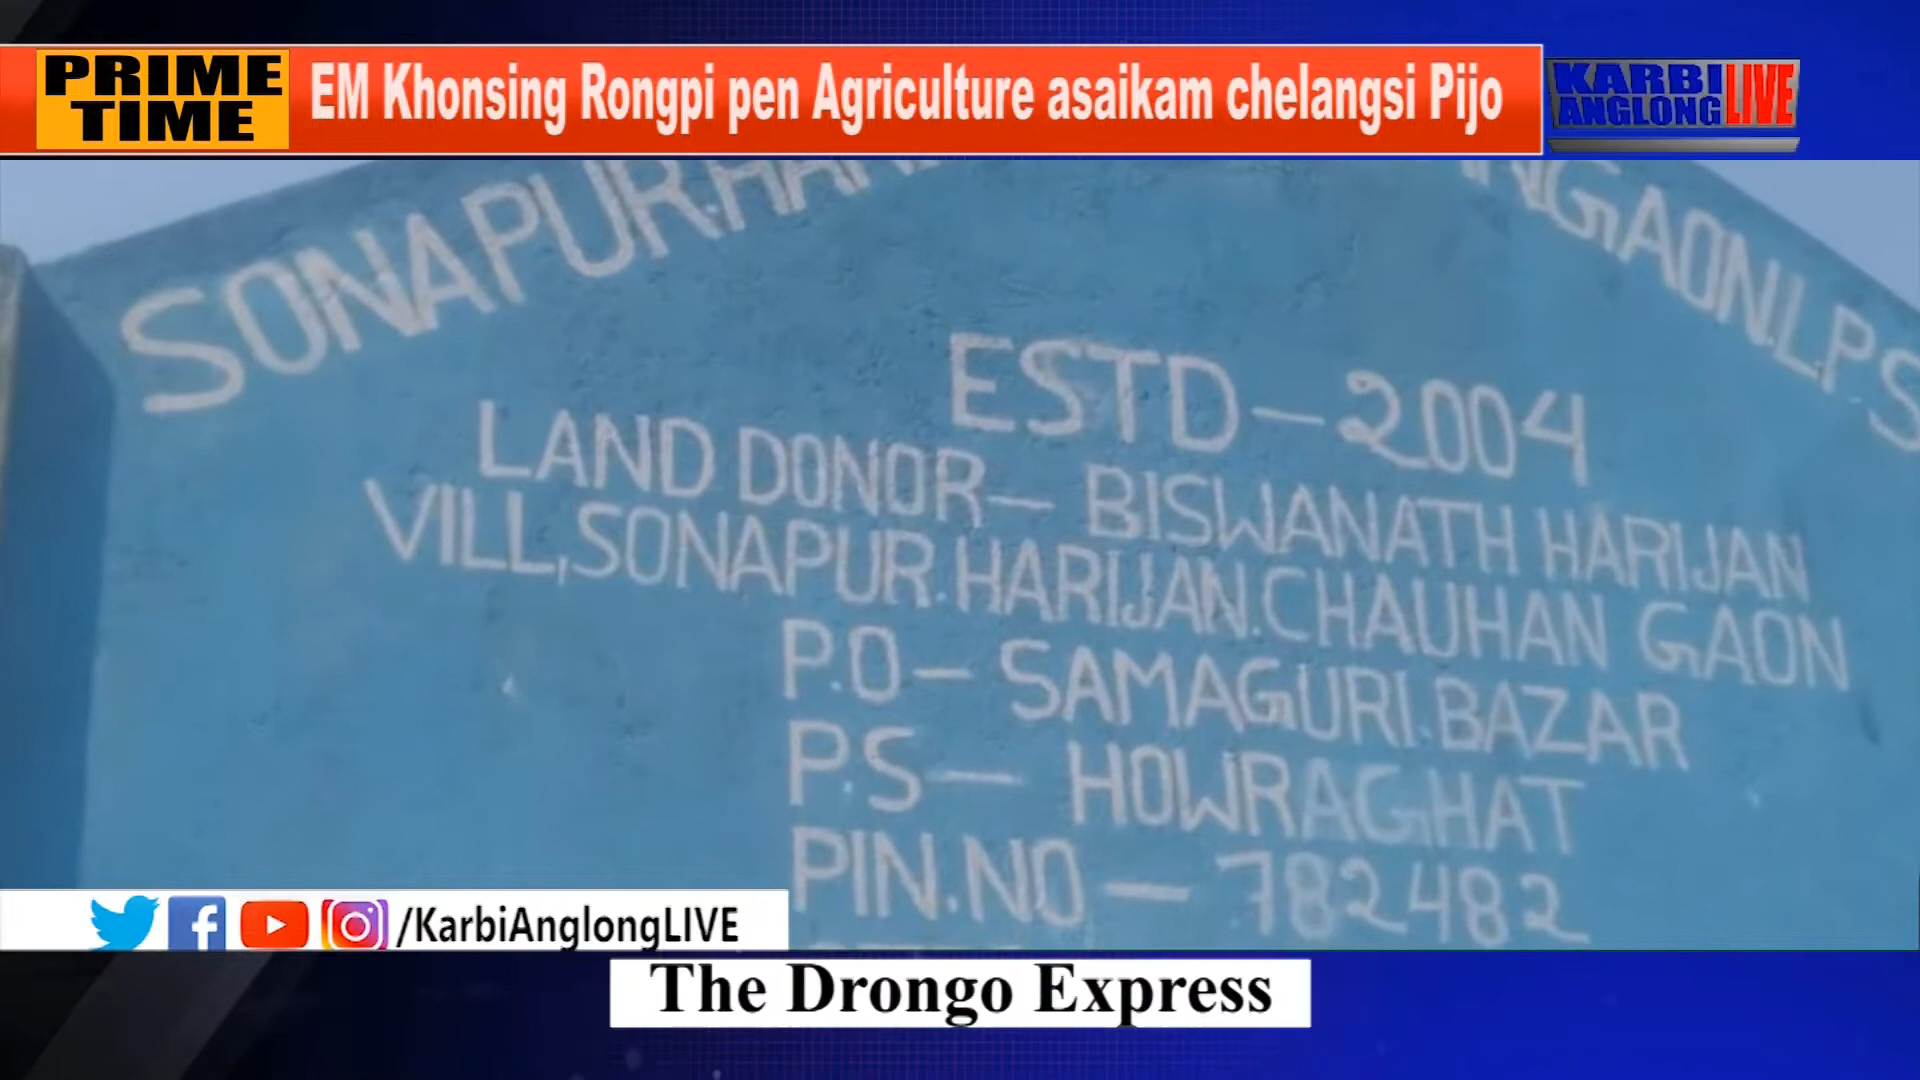 PRIME
TIME
EM Khonsing Rongpi pen Agriculture asaikam chelangsi Pijo
KARBI
ANGLONG
LIVE
SONAPUR.
GAON.L.P.S
ESTD-2004
LAND DONOR- BISWANATH HARIJAN
VILL,SONAPUR.HARIJAN.CHAUHAN GAON
P.O- SAMAGURI.BAZAR
P.S- HOWRAGHAT
PIN.NO- 782482
/KarbiAnglongLIVE
The Drongo Express